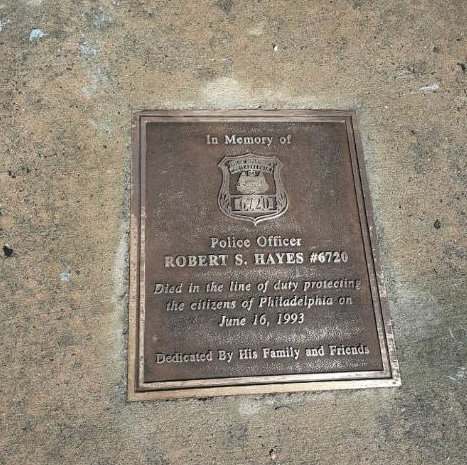 In Memory of
6720
Police Officer
ROBERT S. HAYES #6720
Died in the line of duty protecting
the citizens of Philadelphia on
June 16, 1993
Dedicated By His Family and Friends